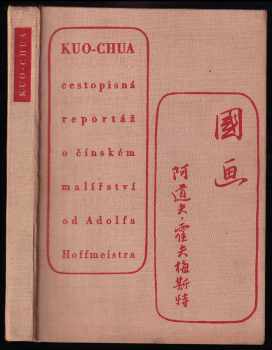 KUO-CHUA
KUO-CHUA
cestopisná
reportáž
o čínském
malířství
od Adolfa
Hoffmeistra
國画
阿道夫·霍夫梅斯特